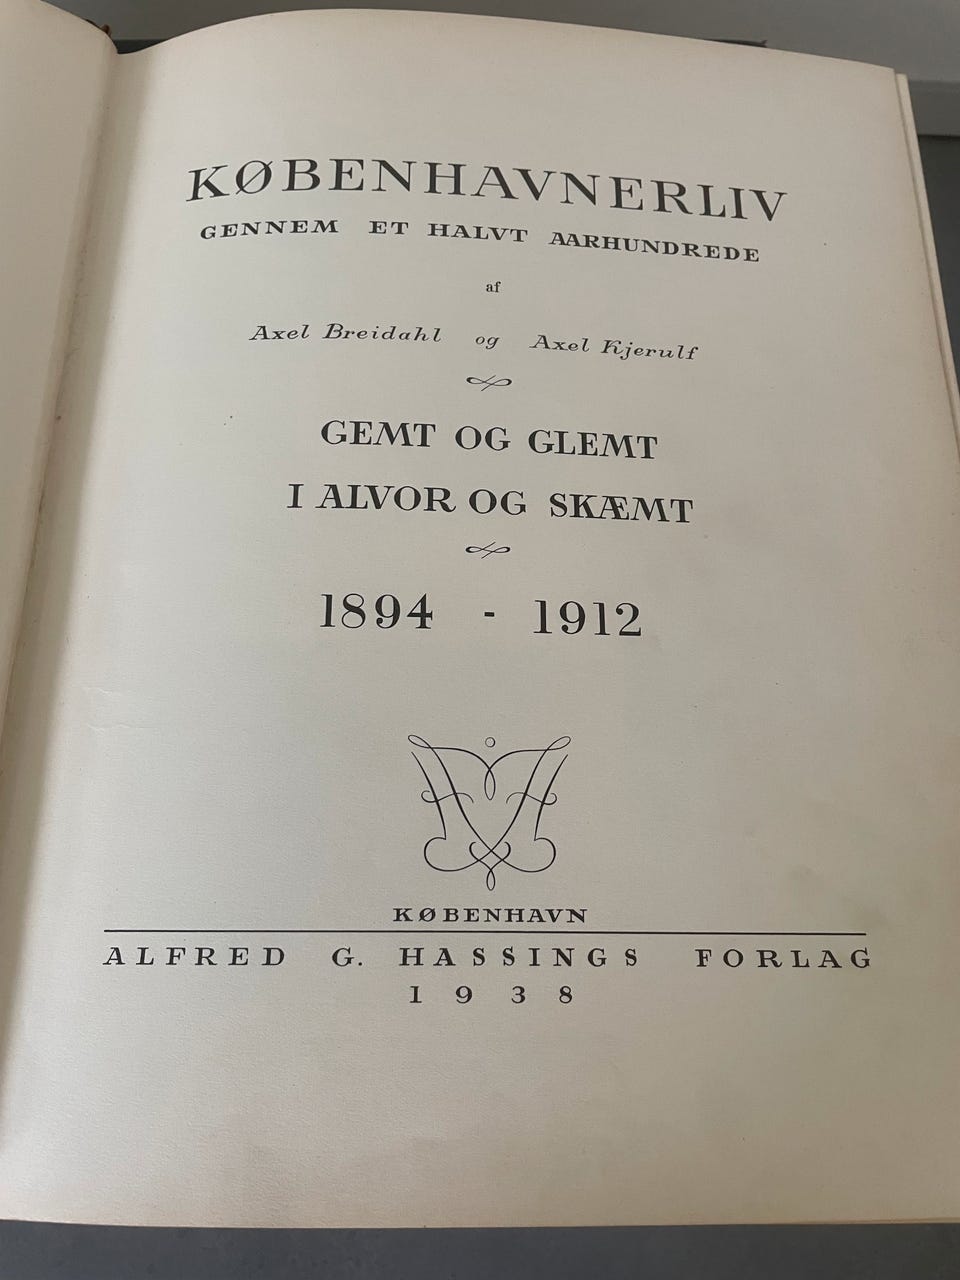 KØBENHAVNERLIV
GENNEM ET HALVT AARHUNDREDE
af
Axel Breidahl og Axel Kjerulf
GEMT OG GLEMT
I ALVOR OG SKÆMT
1894 - 1912
KØBENHAVN
ALFRED G. HASSINGS FORLAG
1938